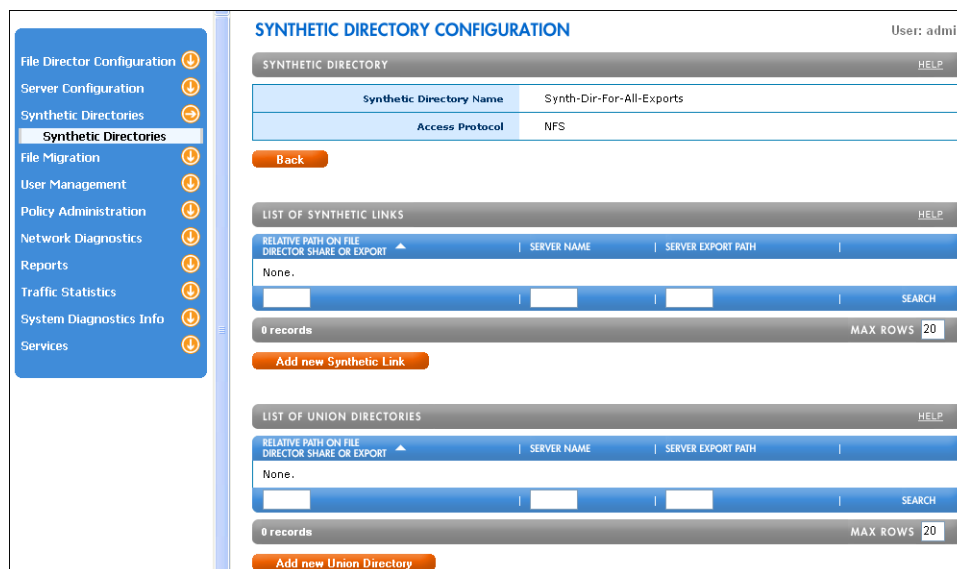 SYNTHETIC DIRECTORY CONFIGURATION
User: admi
File Director Configuration
Server Configuration
Synthetic Directories
Synthetic Directories
File Migration
User Management
Policy Administration
Network Diagnostics
Reports
Traffic Statistics
System Diagnostics Info
Services
SYNTHETIC DIRECTORY HELP
Synthetic Directory Name Synth-Dir-For-All-Exports
Access Protocol NFS
Back
LIST OF SYNTHETIC LINKS HELP
RELATIVE PATH ON FILE
DIRECTOR SHARE OR EXPORT | SERVER NAME | SERVER EXPORT PATH |
None.
| | | SEARCH
0 records MAX ROWS 20
Add new Synthetic Link
LIST OF UNION DIRECTORIES HELP
RELATIVE PATH ON FILE
DIRECTOR SHARE OR EXPORT | SERVER NAME | SERVER EXPORT PATH |
None.
| | | SEARCH
0 records MAX ROWS 20
Add new Union Directory